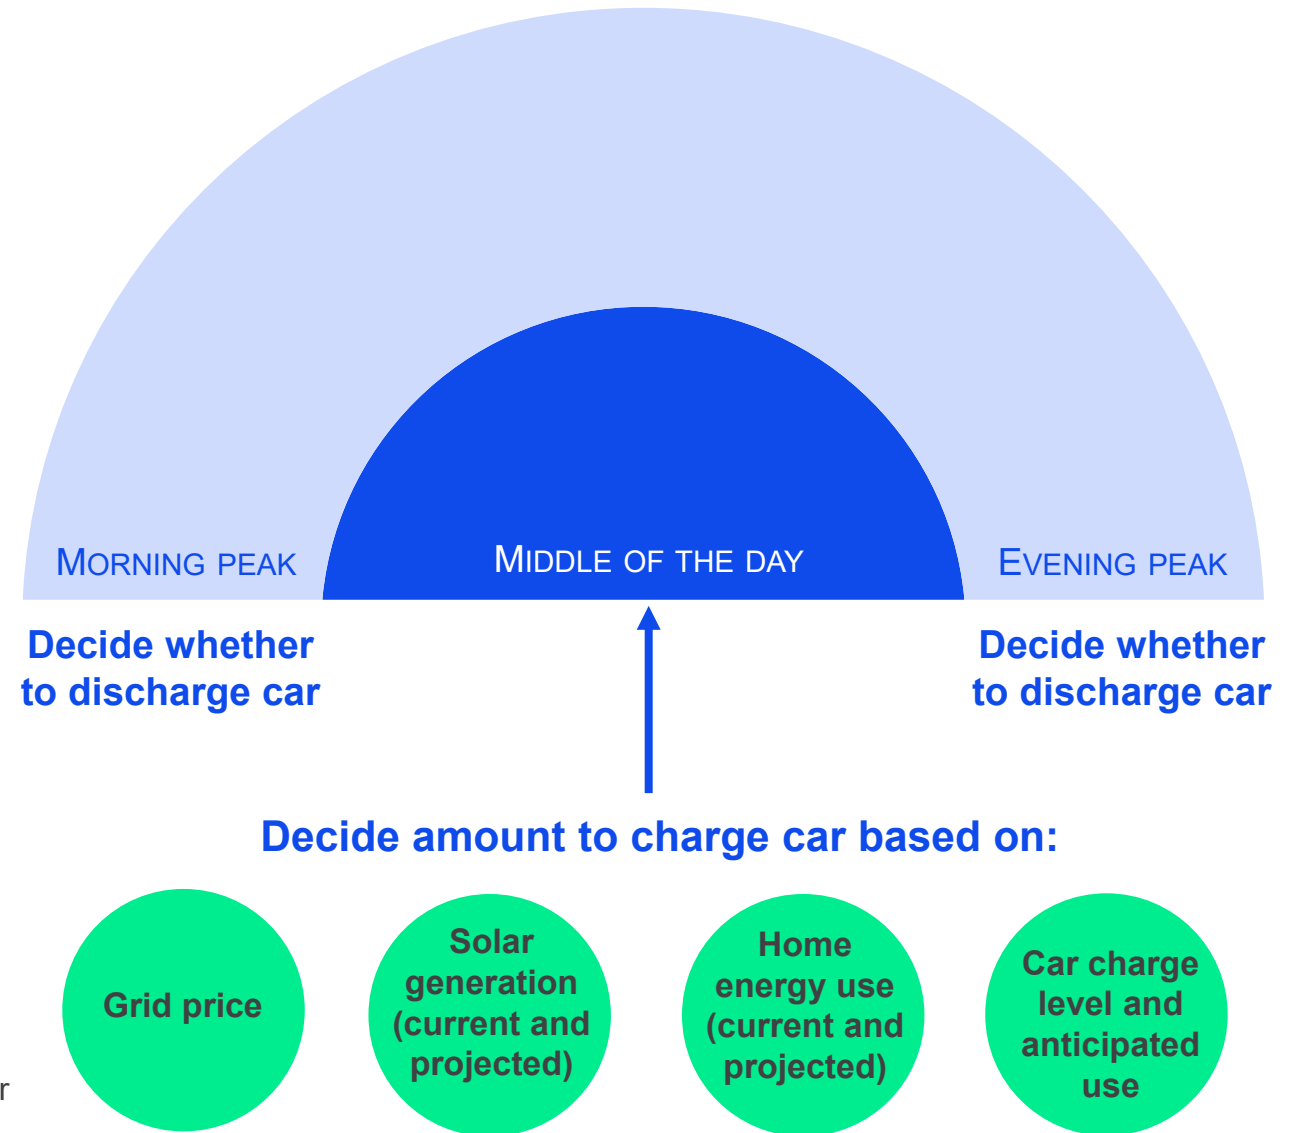 MORNING PEAK
MIDDLE OF THE DAY
EVENING PEAK
Decide whether
to discharge car
Decide whether
to discharge car
Decide amount to charge car based on:
Grid price
Solar
generation
(current and
projected)
Home
energy use
(current and
projected)
Car charge
level and
anticipated
use
r